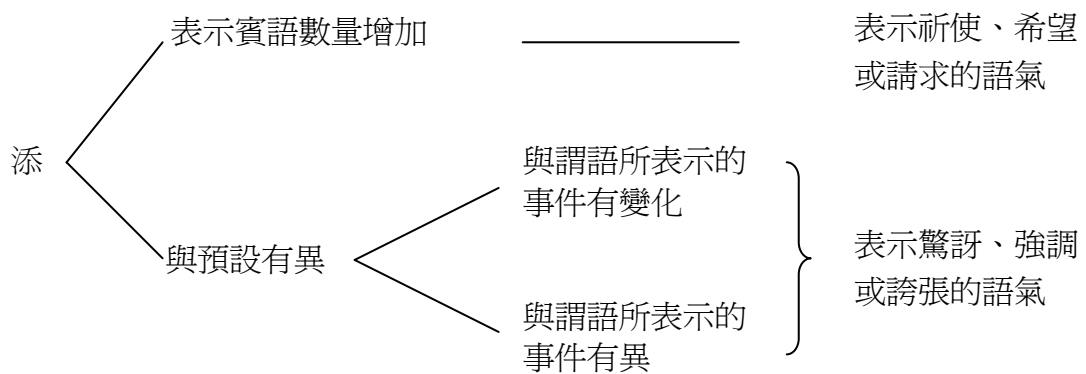 表示賓語數量增加
表示祈使、希望
或請求的語氣
添
與預設有異
與謂語所表示的
事件有變化
與謂語所表示的
事件有異
表示驚訝、強調
或誇張的語氣